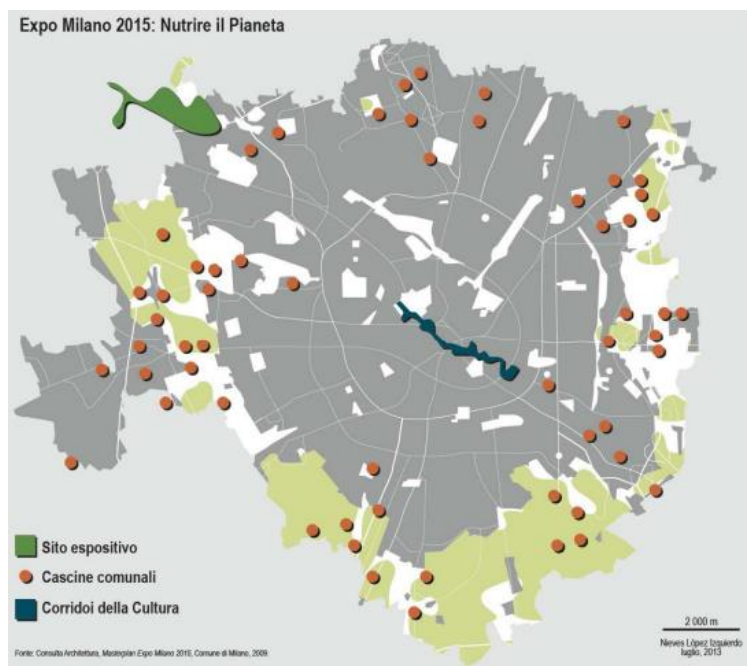 Expo Milano 2015: Nutrire il Pianeta
Sito espositivo
Cascine comunali
Corridoi della Cultura
2 000 m
Nieves López Izquierdo
luglio, 2013
Fonte: Consulta Architettura, Masterplan Expo Milano 2015, Comune di Milano, 2009.